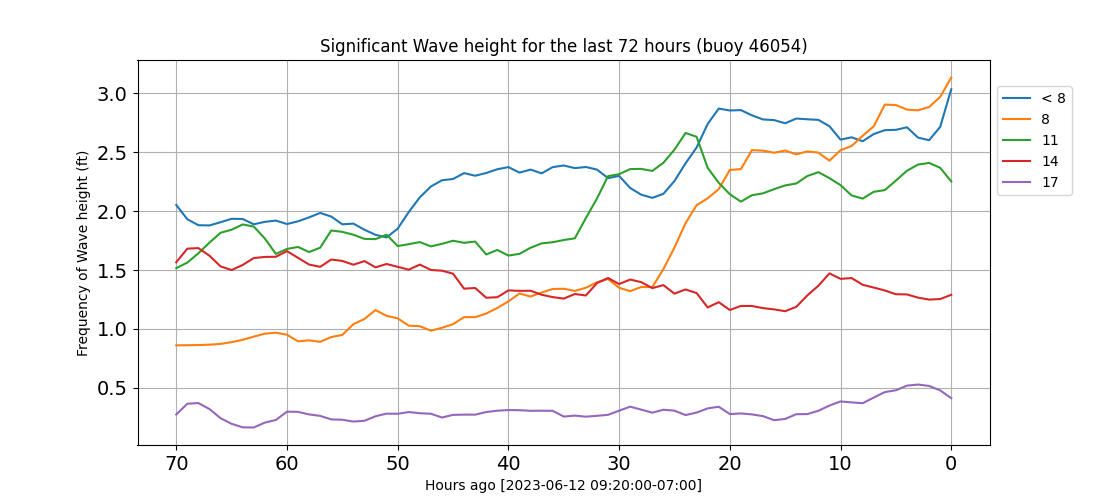 Significant Wave height for the last 72 hours (buoy 46054)
Frequency of Wave height (ft)
3.0
2.5
2.0
1.5
1.0
0.5
70 60 50 40 30 20 10 0
Hours ago [2023-06-12 09:20:00-07:00]
< 8
8
11
14
17